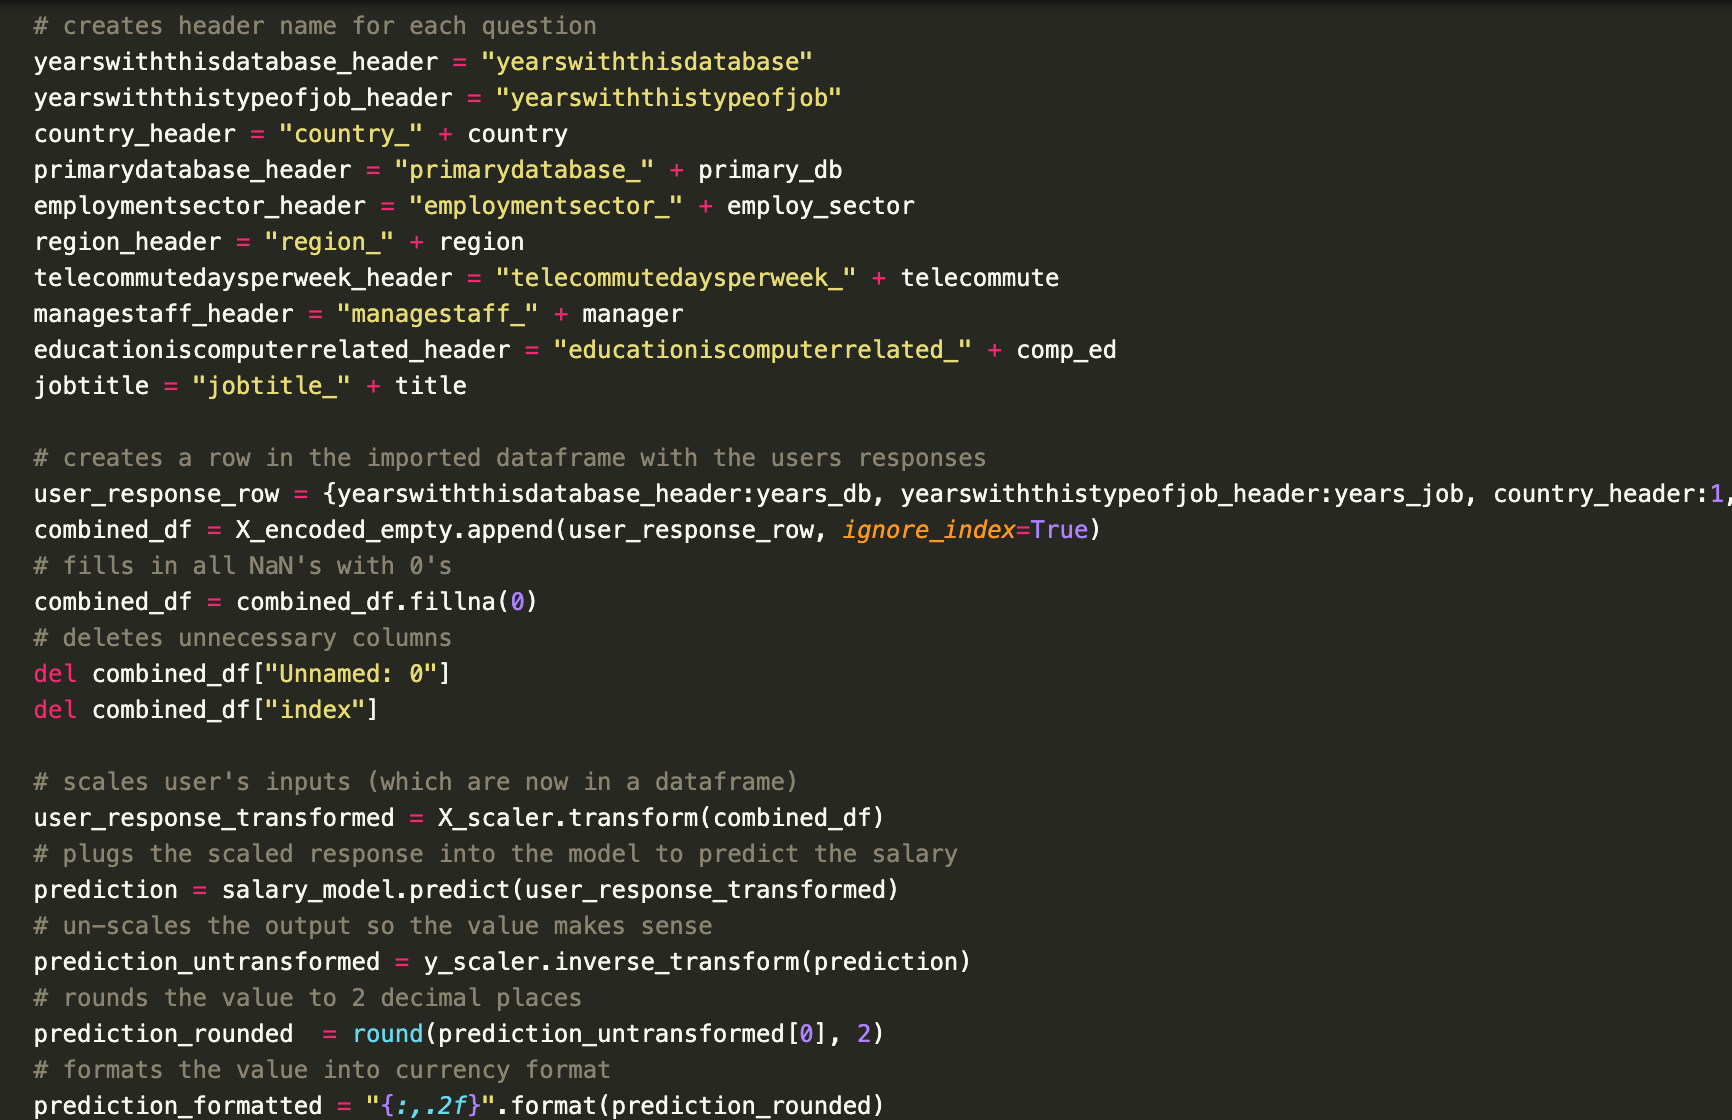 # creates header name for each question
yearswiththisdatabase_header = "yearswiththisdatabase"
yearswiththistypeofjob_header = "yearswiththistypeofjob"
country_header = "country_" + country
primarydatabase_header = "primarydatabase_" + primary_db
employmentsector_header = "employmentsector_" + employ_sector
region_header = "region_" + region
telecommutedaysperweek_header = "telecommutedaysperweek_" + telecommute
managestaff_header = "managestaff_" + manager
educationiscomputerrelated_header = "educationiscomputerrelated_" + comp_ed
jobtitle = "jobtitle_" + title
# creates a row in the imported dataframe with the users responses
user_response_row = {yearswiththisdatabase_header:years_db, yearswiththistypeofjob_header:years_job, country_header:1,
combined_df = X_encoded_empty.append(user_response_row, ignore_index=True)
# fills in all NaN's with 0's
combined_df = combined_df.fillna(0)
# deletes unnecessary columns
del combined_df["Unnamed: 0"]
del combined_df["index"]
# scales user's inputs (which are now in a dataframe)
user_response_transformed = X_scaler.transform(combined_df)
# plugs the scaled response into the model to predict the salary
prediction = salary_model.predict(user_response_transformed)
# un-scales the output so the value makes sense
prediction_untransformed = y_scaler.inverse_transform(prediction)
# rounds the value to 2 decimal places
prediction_rounded  = round(prediction_untransformed[0], 2)
# formats the value into currency format
prediction_formatted = "{:,.2f}".format(prediction_rounded)